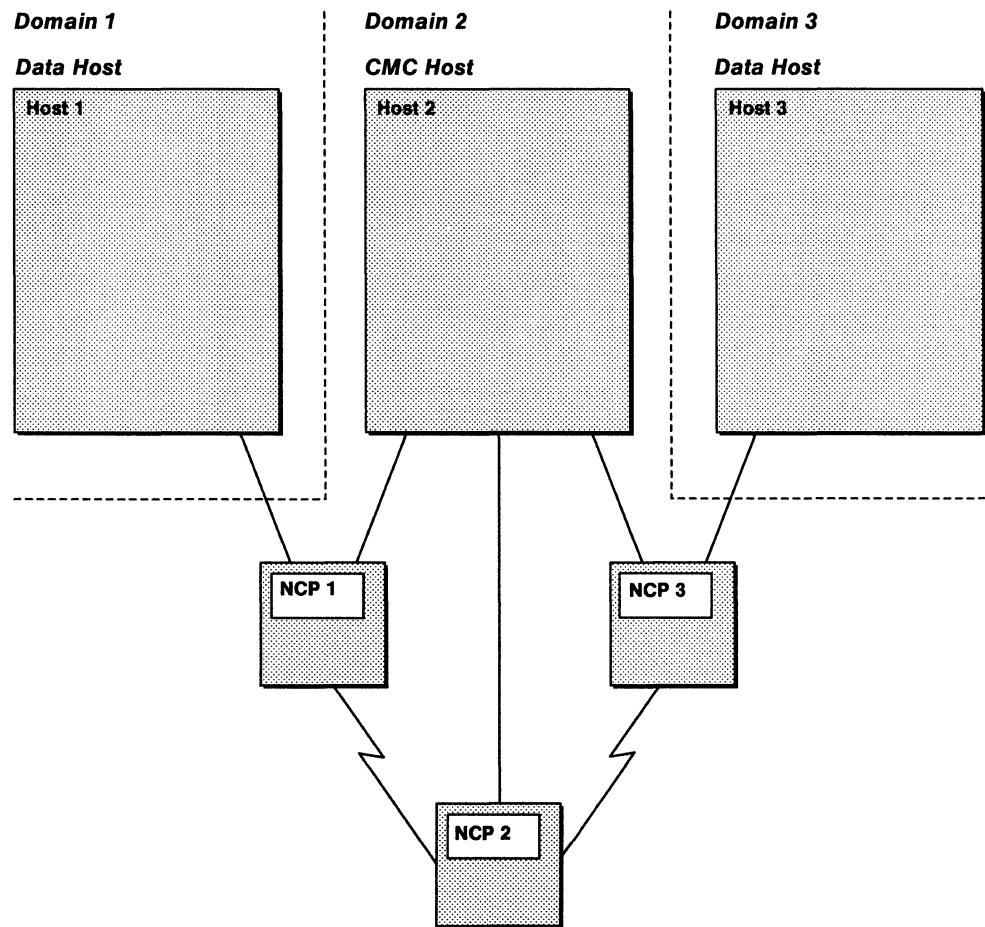 Domain 1
Domain 2
Domain 3
Data Host
CMC Host
Data Host
Host 1
Host 2
Host 3
NCP 1
NCP 3
NCP 2